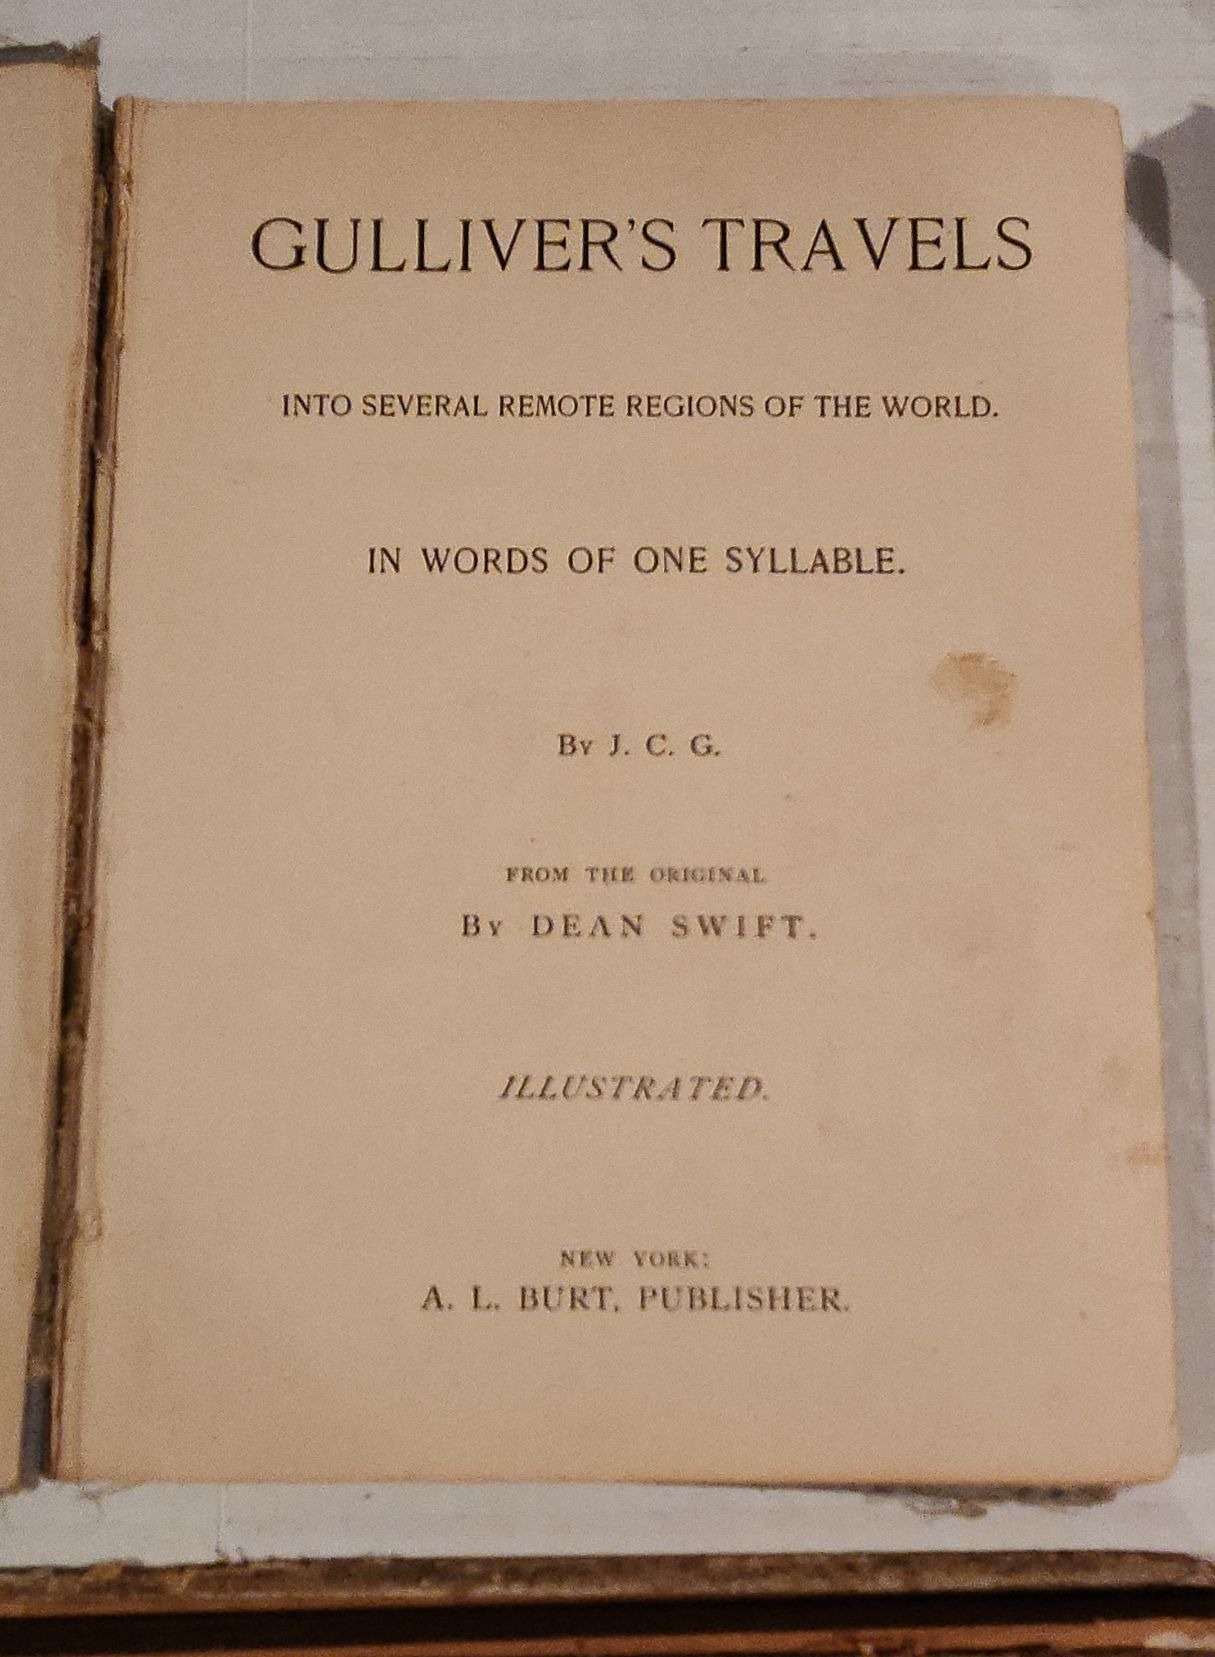 GULLIVER'S TRAVELS
INTO SEVERAL REMOTE REGIONS OF THE WORLD.
IN WORDS OF ONE SYLLABLE.
By J. C. G.
FROM THE ORIGINAL
By DEAN SWIFT.
ILLUSTRATED.
NEW YORK:
A. L. BURT, PUBLISHER.